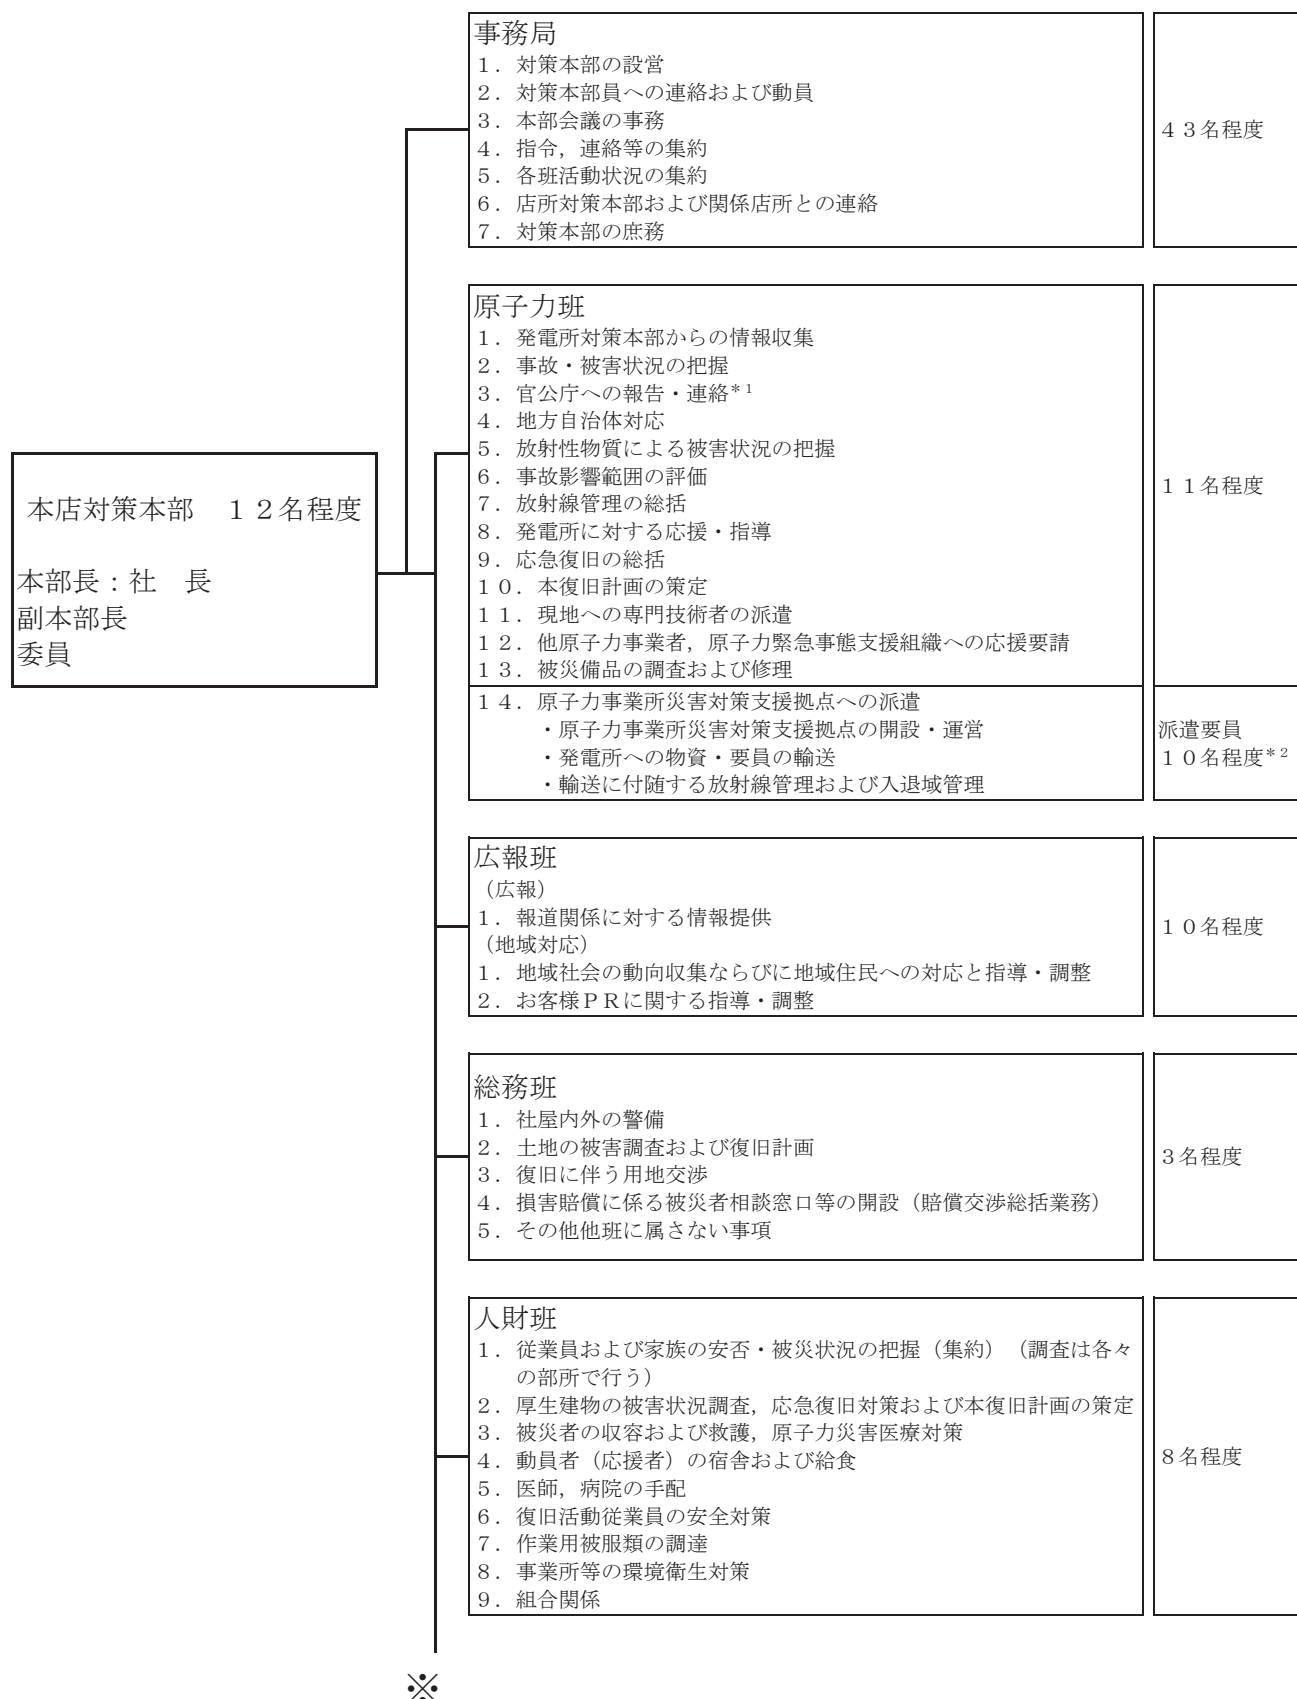 事務局
１．対策本部の設営
２．対策本部員への連絡および動員
３．本部会議の事務
４．指令，連絡等の集約
５．各班活動状況の集約
６．店所対策本部および関係店所との連絡
７．対策本部の庶務
４３名程度
本店対策本部　１２名程度
本部長：社　長
副本部長
委員
原子力班
１．発電所対策本部からの情報収集
２．事故・被害状況の把握
３．官公庁への報告・連絡＊１
４．地方自治体対応
５．放射性物質による被害状況の把握
６．事故影響範囲の評価
７．放射線管理の総括
８．発電所に対する応援・指導
９．応急復旧の総括
１０．本復旧計画の策定
１１．現地への専門技術者の派遣
１２．他原子力事業者，原子力緊急事態支援組織への応援要請
１３．被災備品の調査および修理
１１名程度
１４．原子力事業所災害対策支援拠点への派遣
・原子力事業所災害対策支援拠点の開設・運営
・発電所への物資・要員の輸送
・輸送に付随する放射線管理および入退域管理
派遣要員
１０名程度＊２
広報班
（広報）
１．報道関係に対する情報提供
（地域対応）
１．地域社会の動向収集ならびに地域住民への対応と指導・調整
２．お客様ＰＲに関する指導・調整
１０名程度
総務班
１．社屋内外の警備
２．土地の被害調査および復旧計画
３．復旧に伴う用地交渉
４．損害賠償に係る被災者相談窓口等の開設（賠償交渉総括業務）
５．その他他班に属さない事項
３名程度
人財班
１．従業員および家族の安否・被災状況の把握（集約）（調査は各々
の部所で行う）
２．厚生建物の被害状況調査，応急復旧対策および本復旧計画の策定
３．被災者の収容および救護，原子力災害医療対策
４．動員者（応援者）の宿舎および給食
５．医師，病院の手配
６．復旧活動従業員の安全対策
７．作業用被服類の調達
８．事業所等の環境衛生対策
９．組合関係
８名程度
※